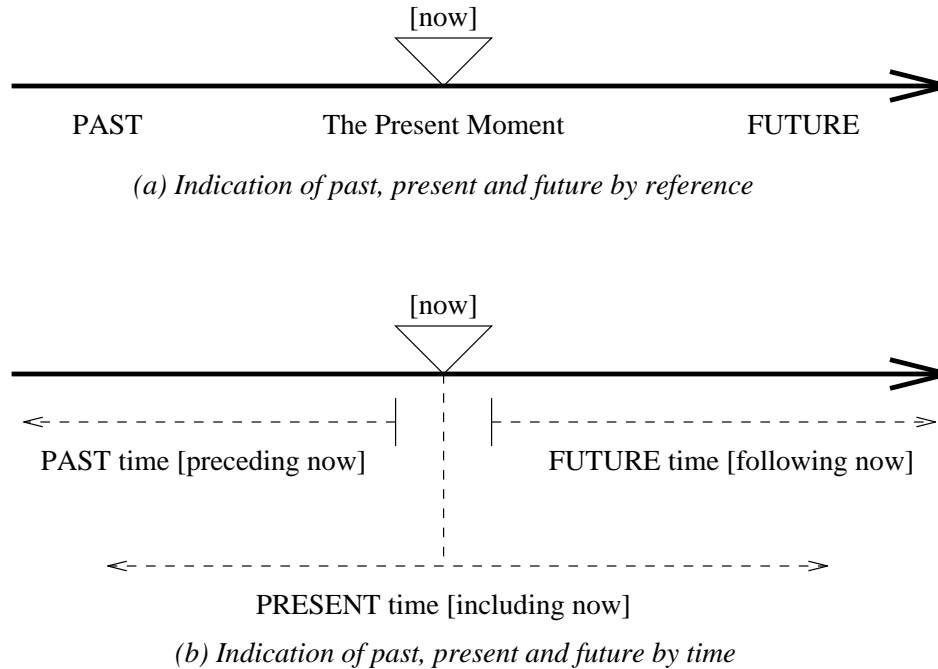 [now]
PAST The Present Moment FUTURE
(a) Indication of past, present and future by reference
[now]
PAST time [preceding now] FUTURE time [following now]
PRESENT time [including now]
(b) Indication of past, present and future by time